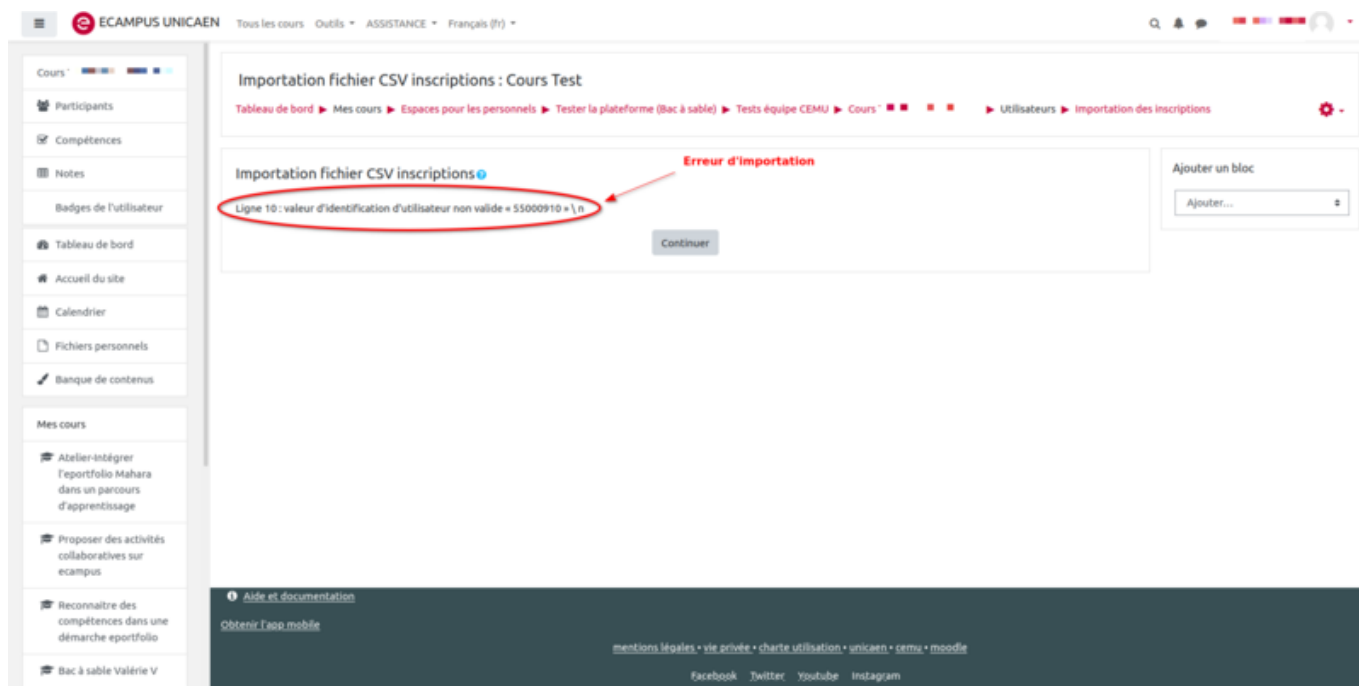 ECAMPUS UNICAEN Tous les cours Outils ASSISTANCE Français (fr)
Cours
Participants
Compétences
Notes
Badges de l'utilisateur
Tableau de bord
Accueil du site
Calendrier
Fichiers personnels
Banque de contenus
Mes cours
Atelier-Intégrer
l'eportfolio Mahara
dans un parcours
d'apprentissage
Proposer des activités
collaboratives sur
ecampus
Reconnaitre des
compétences dans une
démarche eportfolio
Bac à sable Valérie V
Importation fichier CSV inscriptions : Cours Test
Tableau de bord ▶ Mes cours ▶ Espaces pour les personnels ▶ Tester la plateforme (Bac à sable) ▶ Tests équipe CEMU ▶ Cours ▶ Utilisateurs ▶ Importation des inscriptions
Importation fichier CSV inscriptions
Erreur d'importation
Ligne 10 : valeur d'identification d'utilisateur non valide « 55000910 » \ n
Continuer
Ajouter un bloc
Ajouter...
Aide et documentation
Obtenir l'app mobile
mentions légales • vie privée • charte utilisation • unicaen • cemu • moodle
Facebook Twitter Youtube Instagram